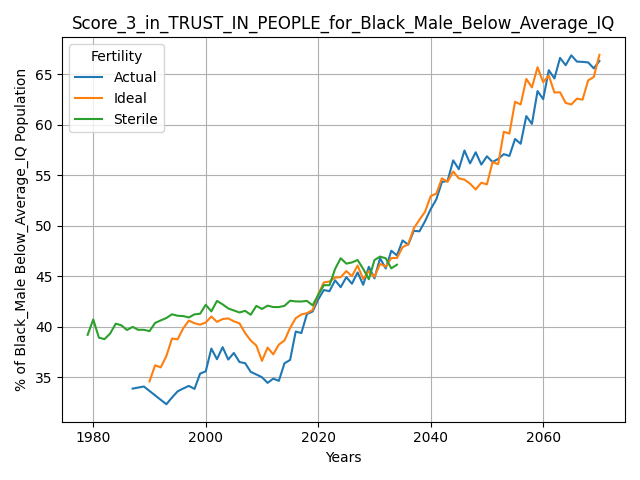 Score_3_in_TRUST_IN_PEOPLE_for_Black_Male_Below_Average_IQ
Fertility
Actual
Ideal
Sterile
% of Black_Male Below_Average_IQ Population
65
60
55
50
45
40
35
1980
2000
2020
2040
2060
Years